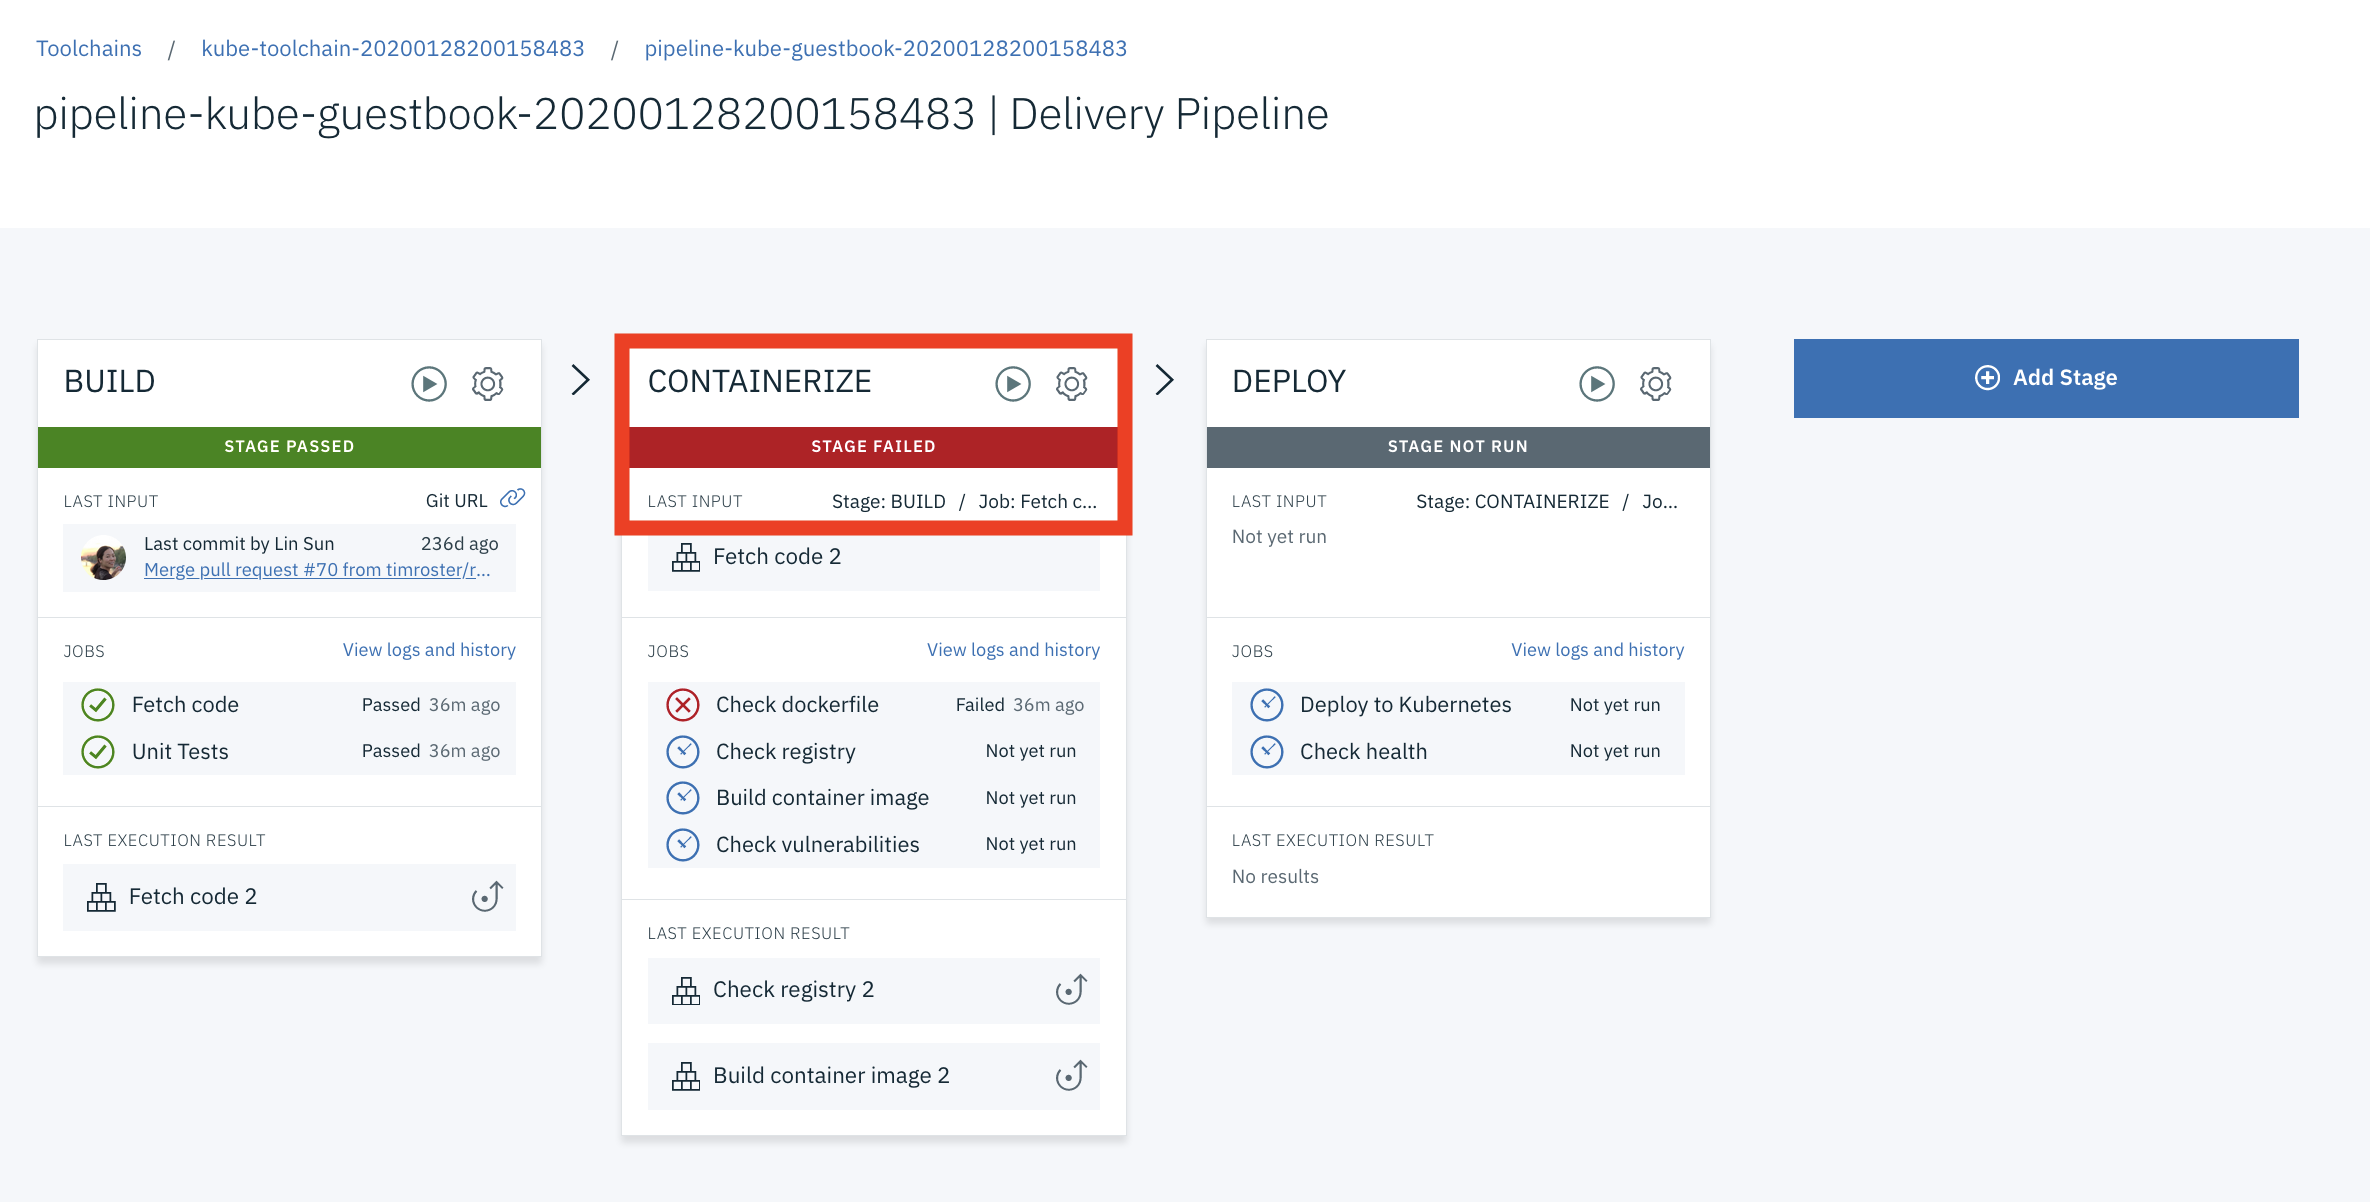 Toolchains / kube-toolchain-20200128200158483 / pipeline-kube-guestbook-20200128200158483
pipeline-kube-guestbook-20200128200158483 | Delivery Pipeline
BUILD
STAGE PASSED
LAST INPUT Git URL
Last commit by Lin Sun 236d ago
Merge pull request #70 from timroster/r...
JOBS View logs and history
Fetch code Passed 36m ago
Unit Tests Passed 36m ago
LAST EXECUTION RESULT
Fetch code 2
CONTAINERIZE
STAGE FAILED
LAST INPUT Stage: BUILD / Job: Fetch c...
Fetch code 2
JOBS View logs and history
Check dockerfile Failed 36m ago
Check registry Not yet run
Build container image Not yet run
Check vulnerabilities Not yet run
LAST EXECUTION RESULT
Check registry 2
Build container image 2
DEPLOY
STAGE NOT RUN
LAST INPUT Stage: CONTAINERIZE / Jo...
Not yet run
JOBS View logs and history
Deploy to Kubernetes Not yet run
Check health Not yet run
LAST EXECUTION RESULT
No results
Add Stage